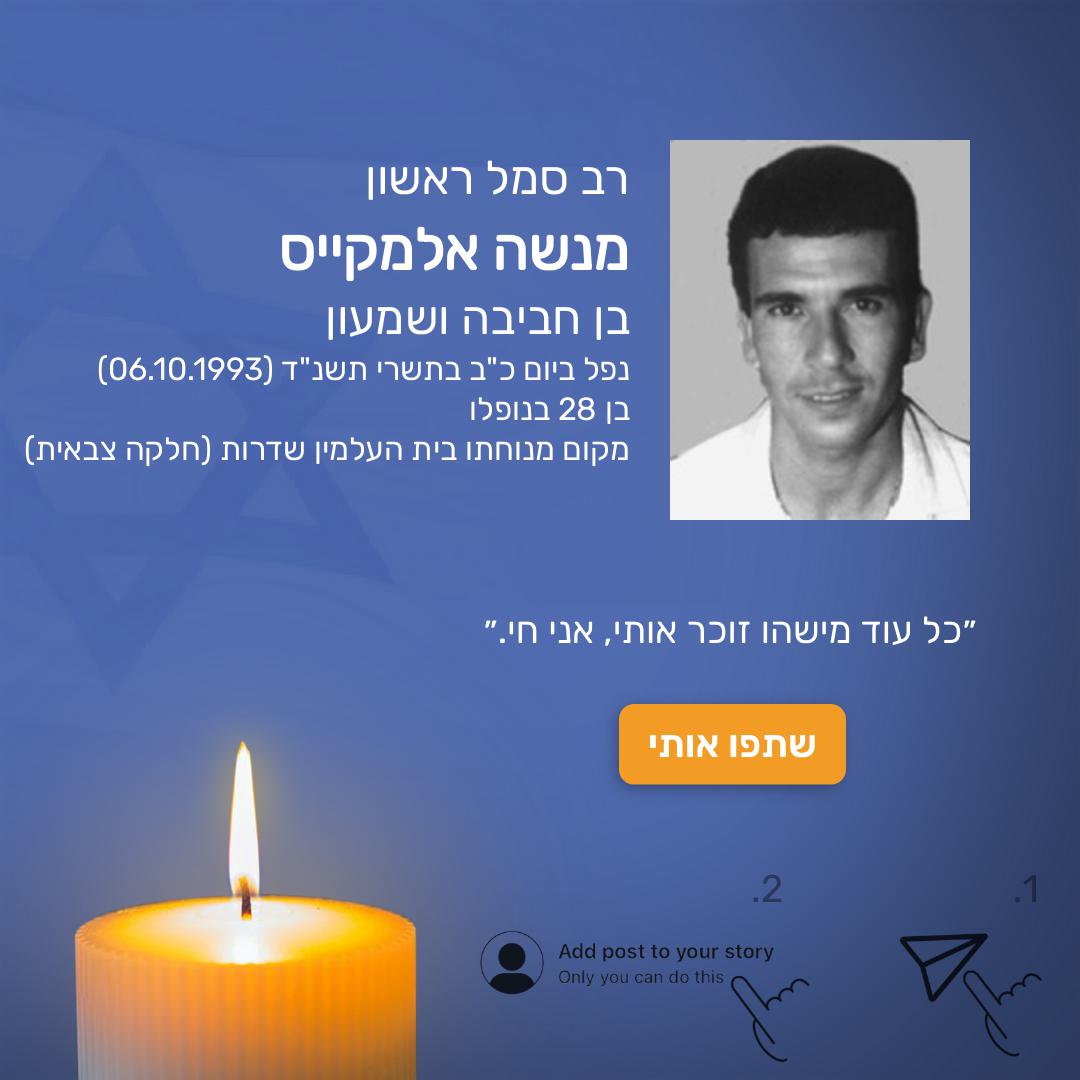 רב סמל ראשון
מנשה אלמקייס
בן חביבה ושמעון
נפל ביום כ"ב בתשרי תשנ"ד (06.10.1993)
בן 28 בנופלו
מקום מנוחתו בית העלמין שדרות (חלקה צבאית)
״כל עוד מישהו זוכר אותי, אני חי.״
שתפו אותי
1.
2.
Add post to your story
Only you can do this